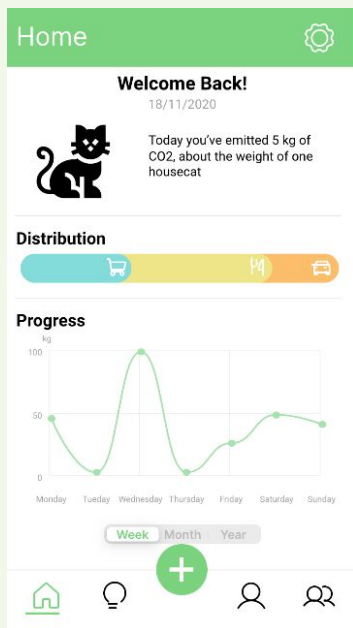 Home
Welcome Back!
18/11/2020
Today you've emitted 5 kg of
CO2, about the weight of one
housecat
Distribution
Progress
kg
100
50
0
Monday Tueday Wednesday Thursday Friday Saturday Sunday
Week Month Year